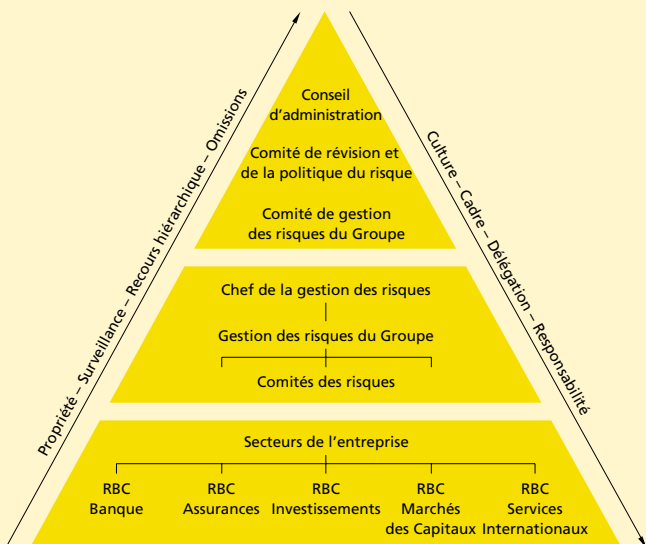 Conseil
d'administration
Comité de révision et
de la politique du risque
Comité de gestion
des risques du Groupe
Propriété – Surveillance – Recours hiérarchique – Omissions
Culture – Cadre – Délégation – Responsabilité
Chef de la gestion des risques
Gestion des risques du Groupe
Comités des risques
Secteurs de l'entreprise
RBC
Banque
RBC
Assurances
RBC
Investissements
RBC
Marchés
des Capitaux
RBC
Services
Internationaux